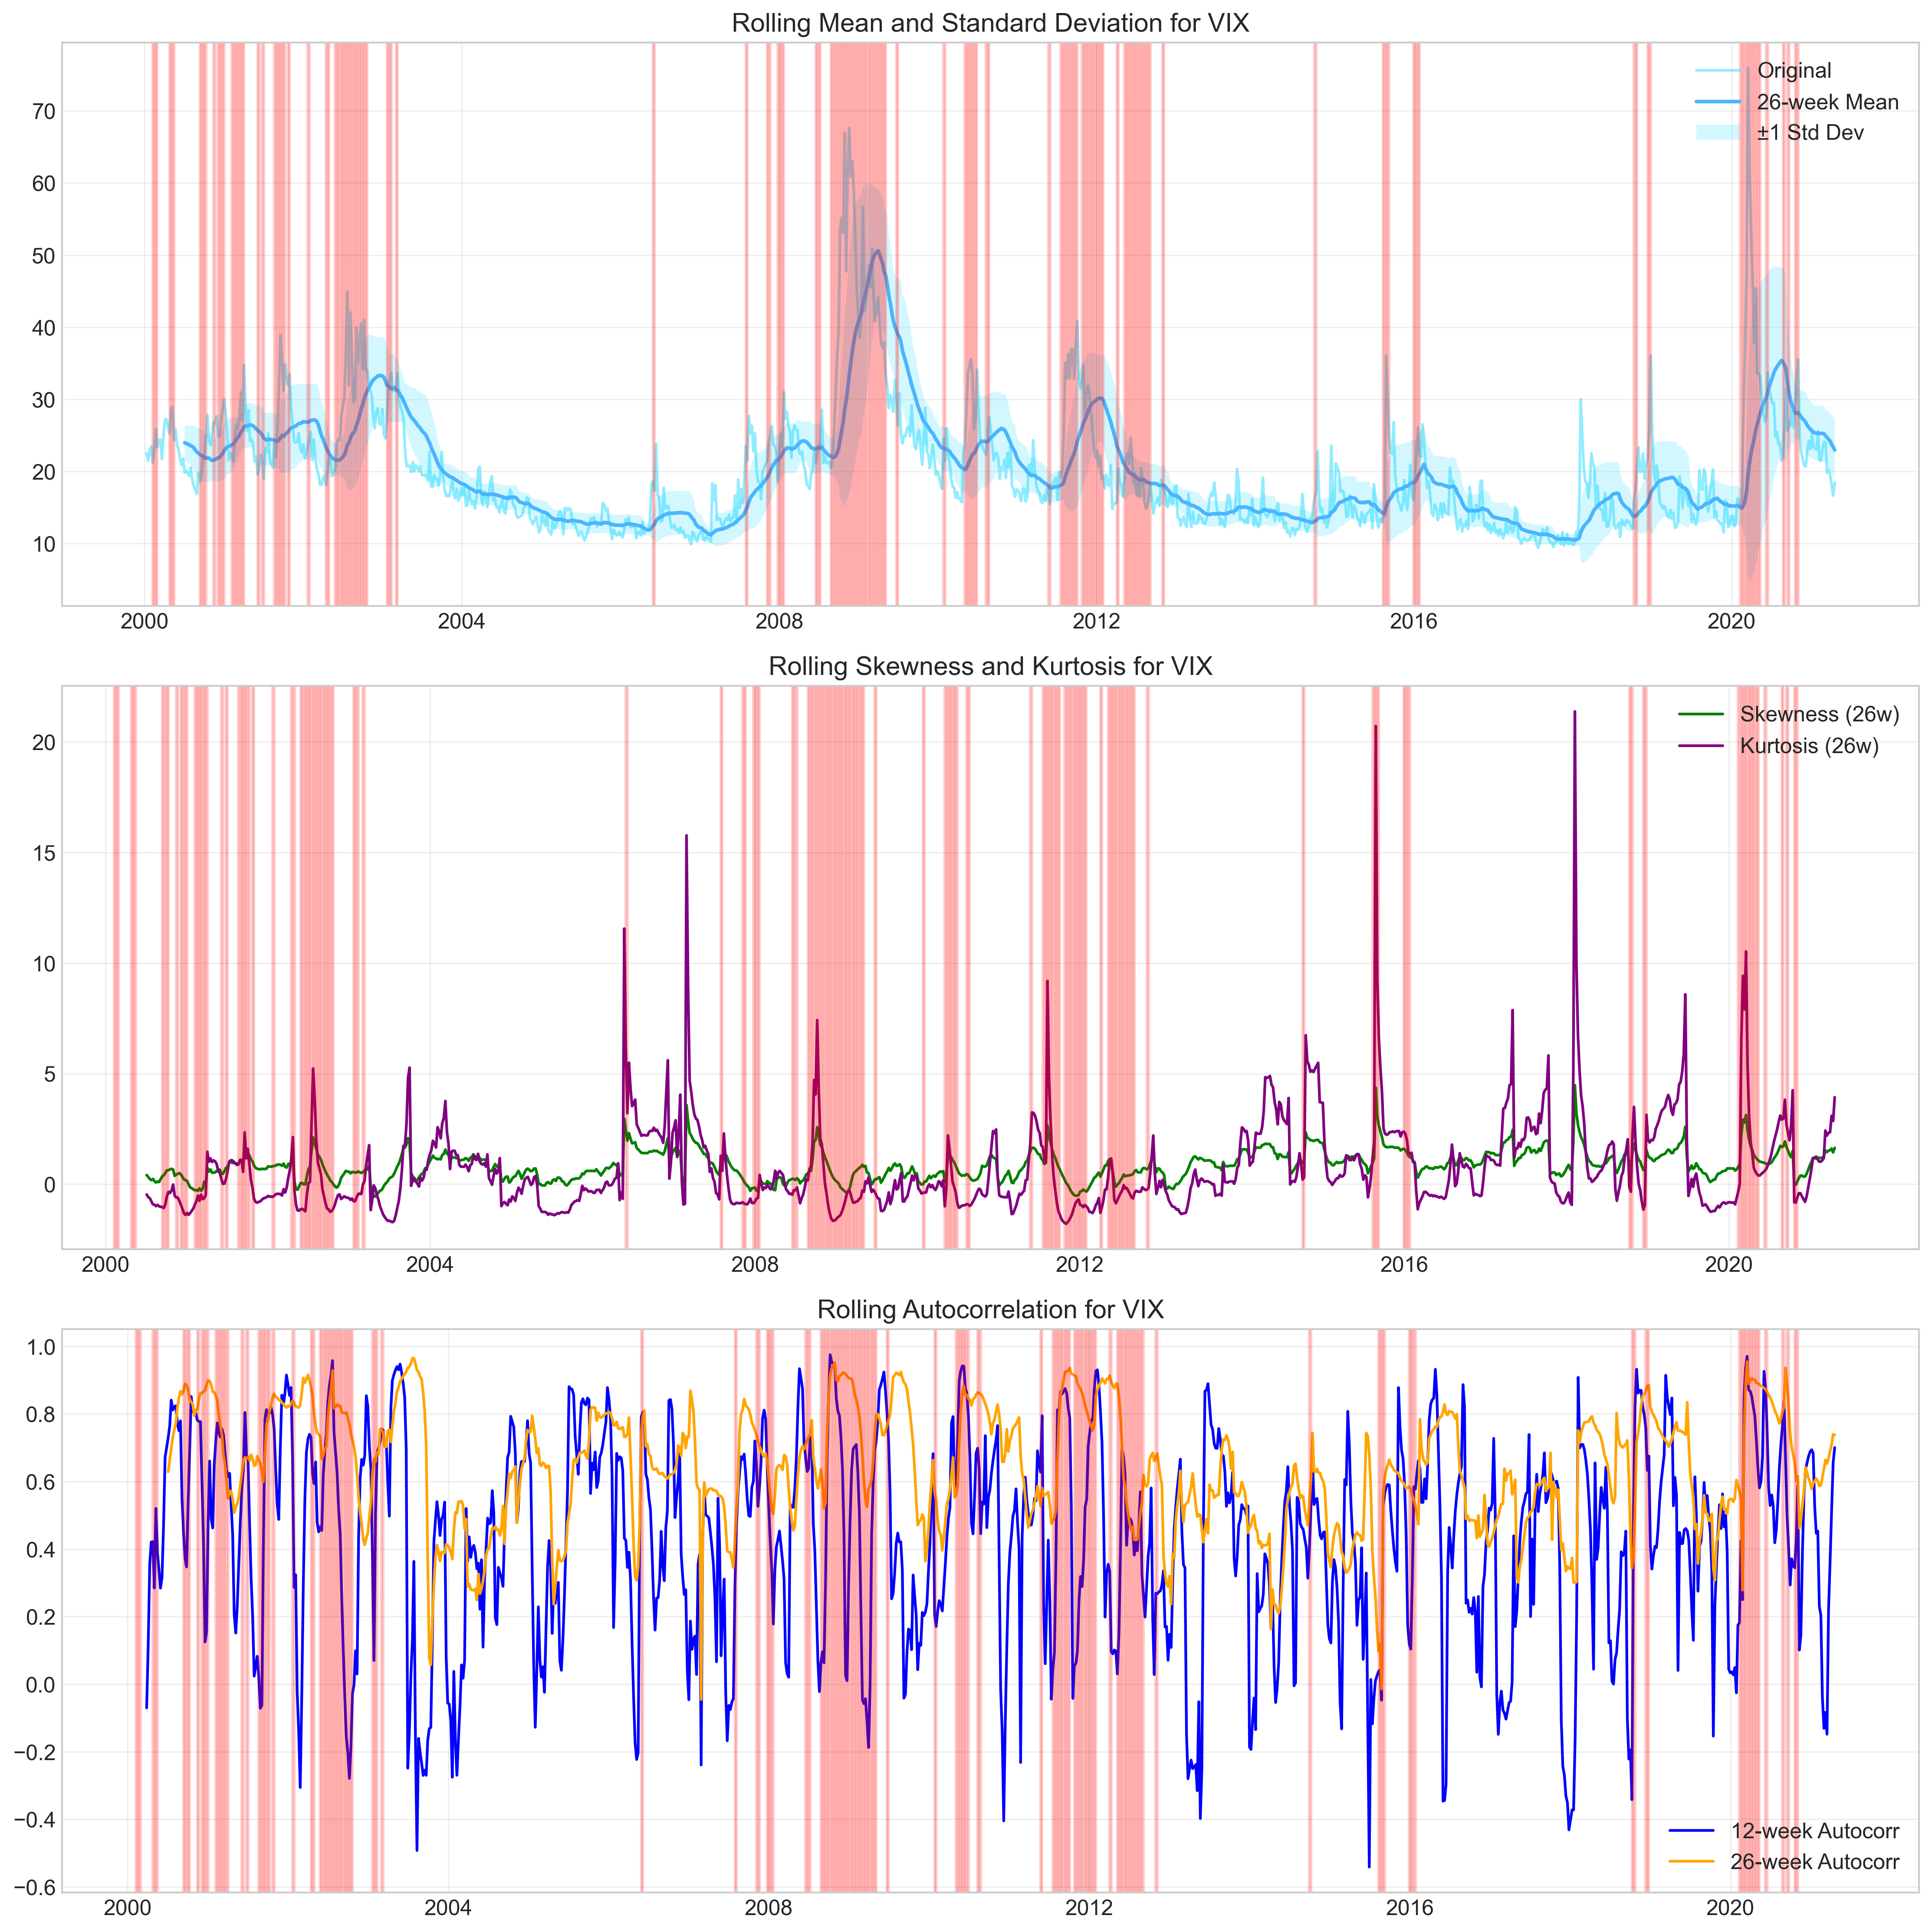 Rolling Mean and Standard Deviation for VIX
Original
26-week Mean
±1 Std Dev
70
60
50
40
30
20
10
2000 2004 2008 2012 2016 2020
Rolling Skewness and Kurtosis for VIX
Skewness (26w)
Kurtosis (26w)
20
15
10
5
0
2000 2004 2008 2012 2016 2020
Rolling Autocorrelation for VIX
1.0
0.8
0.6
0.4
0.2
0.0
−0.2
−0.4
−0.6
12-week Autocorr
26-week Autocorr
2000 2004 2008 2012 2016 2020